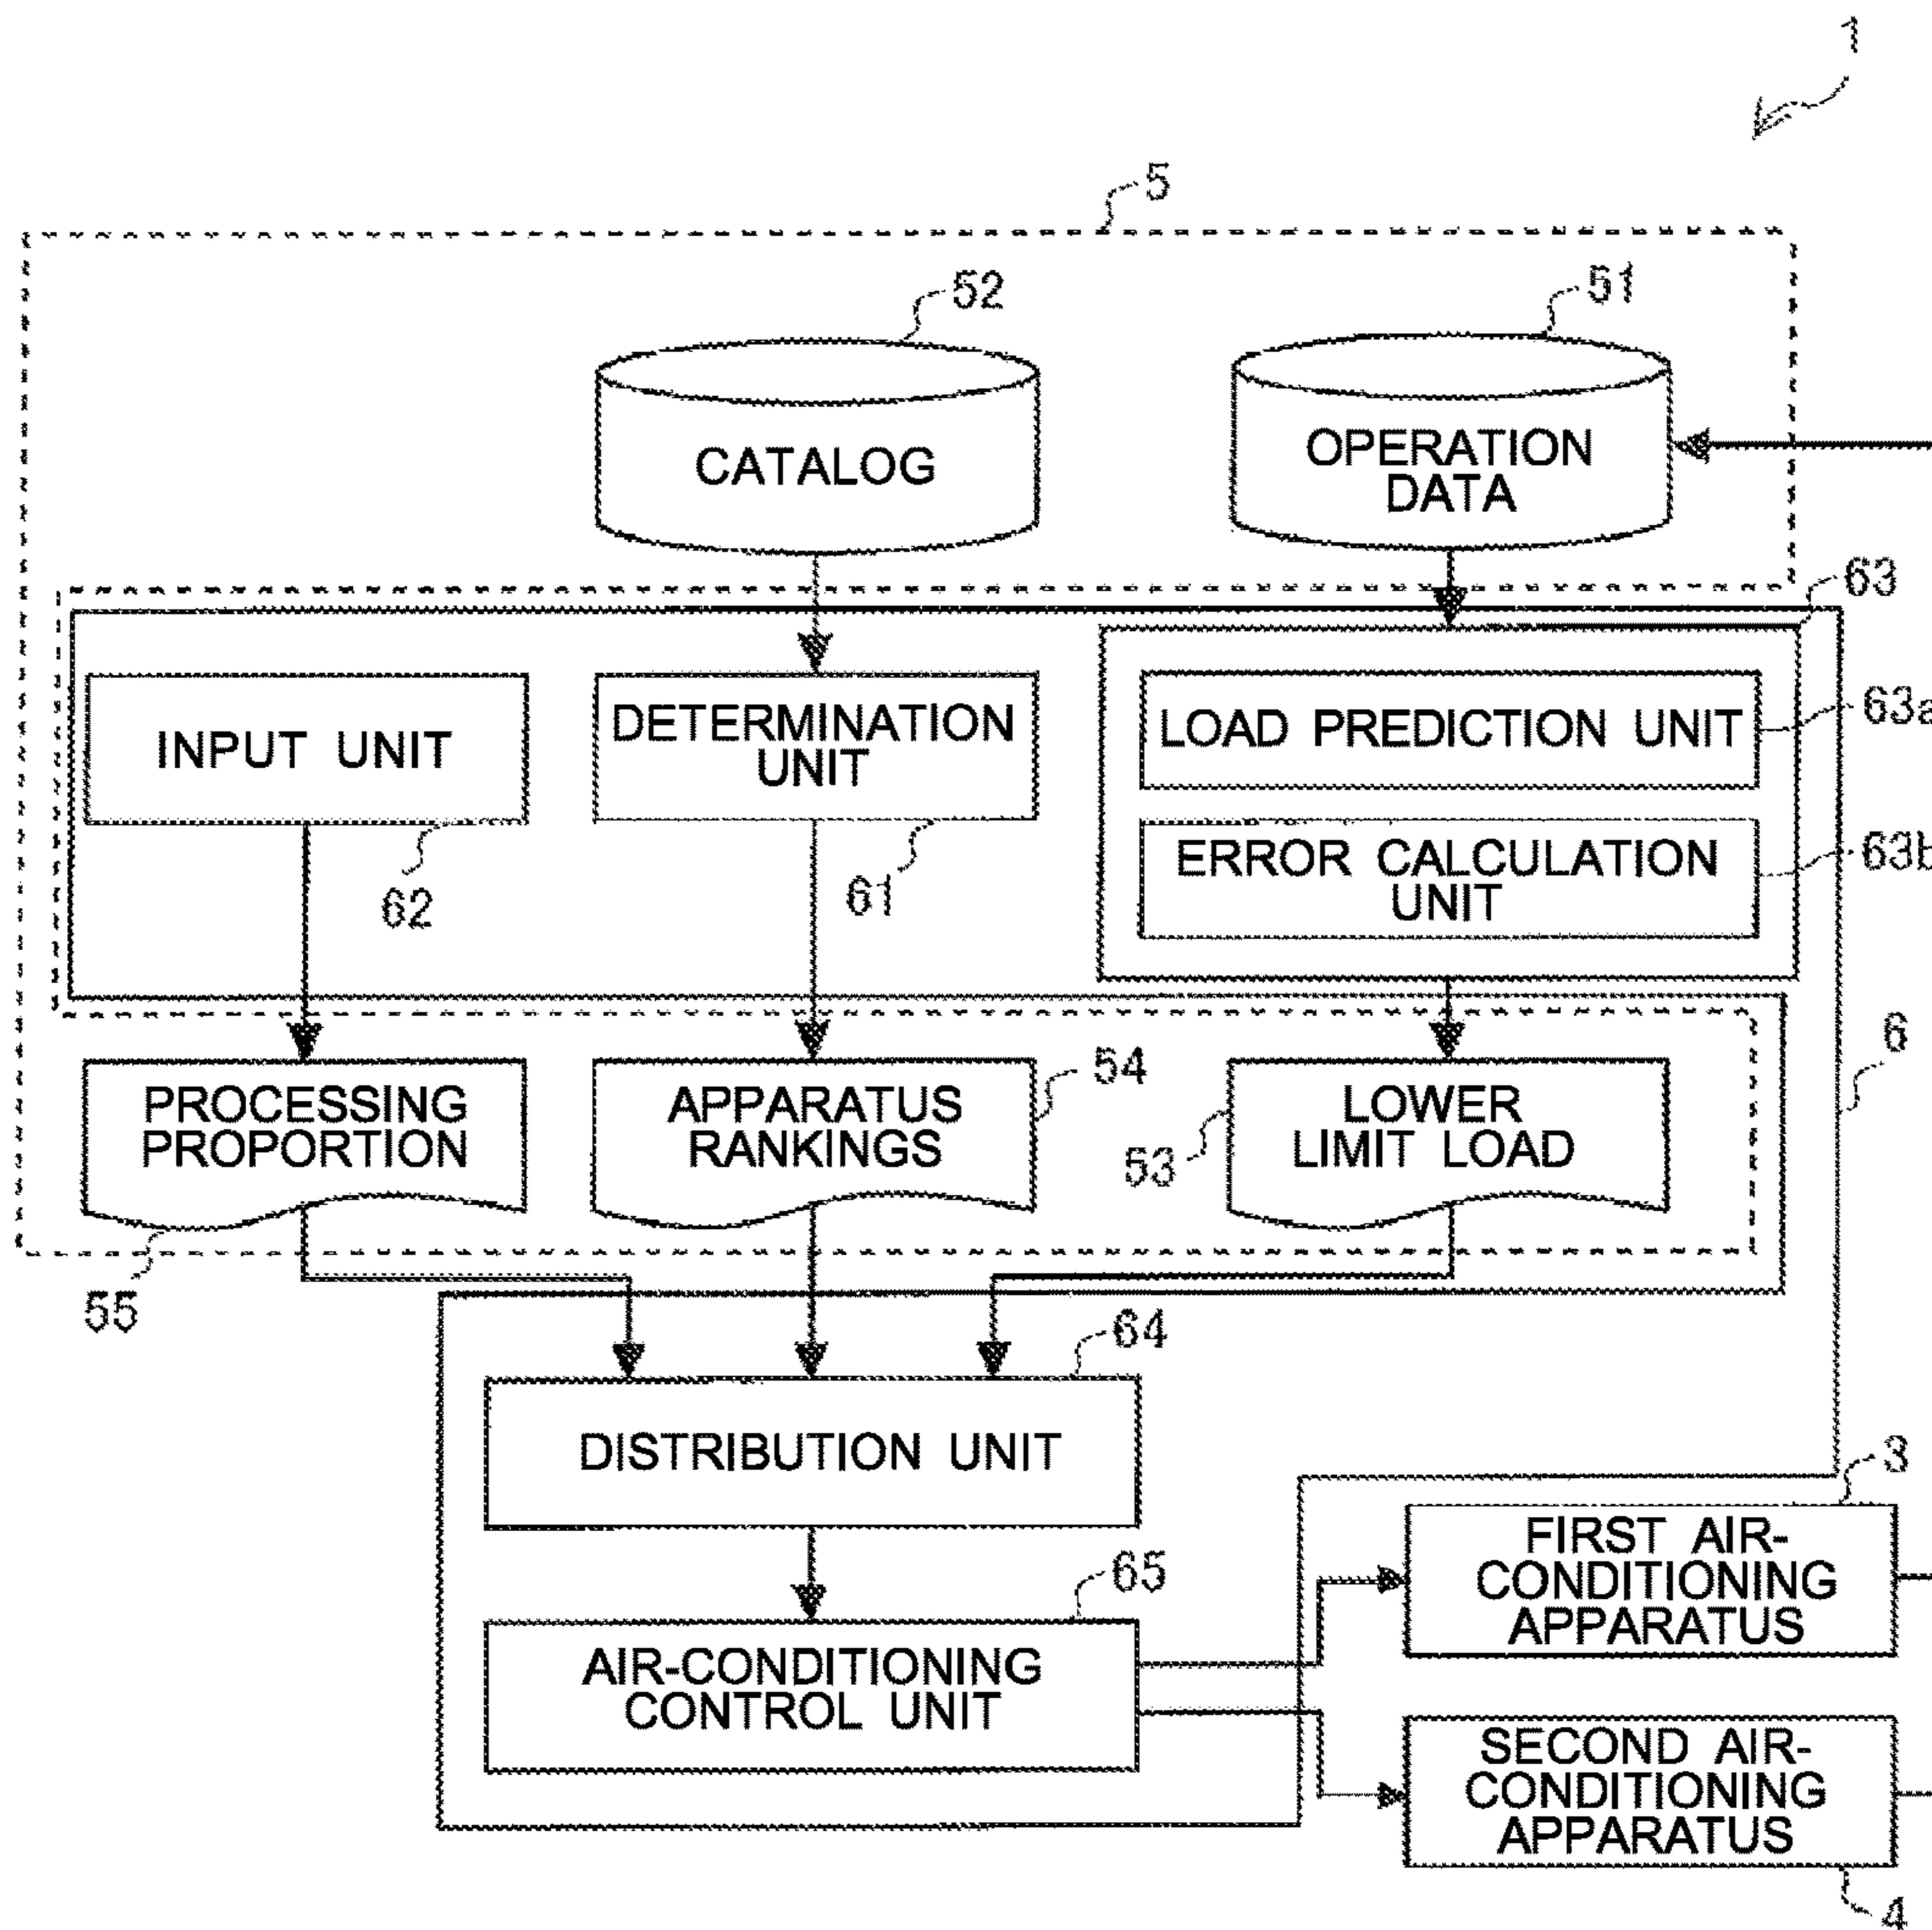 1
5
52
51
CATALOG
OPERATION
DATA
63
INPUT UNIT
DETERMINATION
UNIT
LOAD PREDICTION UNIT
63a
ERROR CALCULATION
UNIT
63b
62
61
6
PROCESSING
PROPORTION
APPARATUS
RANKINGS
54
53
LOWER
LIMIT LOAD
55
64
DISTRIBUTION UNIT
3
FIRST AIR-
CONDITIONING
APPARATUS
65
AIR-CONDITIONING
CONTROL UNIT
SECOND AIR-
CONDITIONING
APPARATUS
4